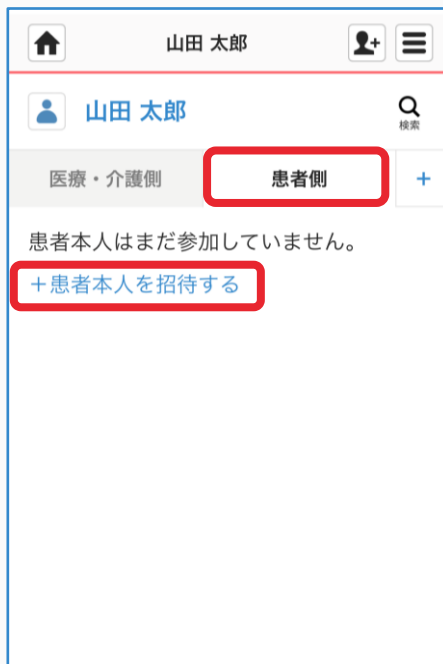 山田 太郎
山田 太郎
検索
医療・介護側 患者側 +
患者本人はまだ参加していません。
+患者本人を招待する